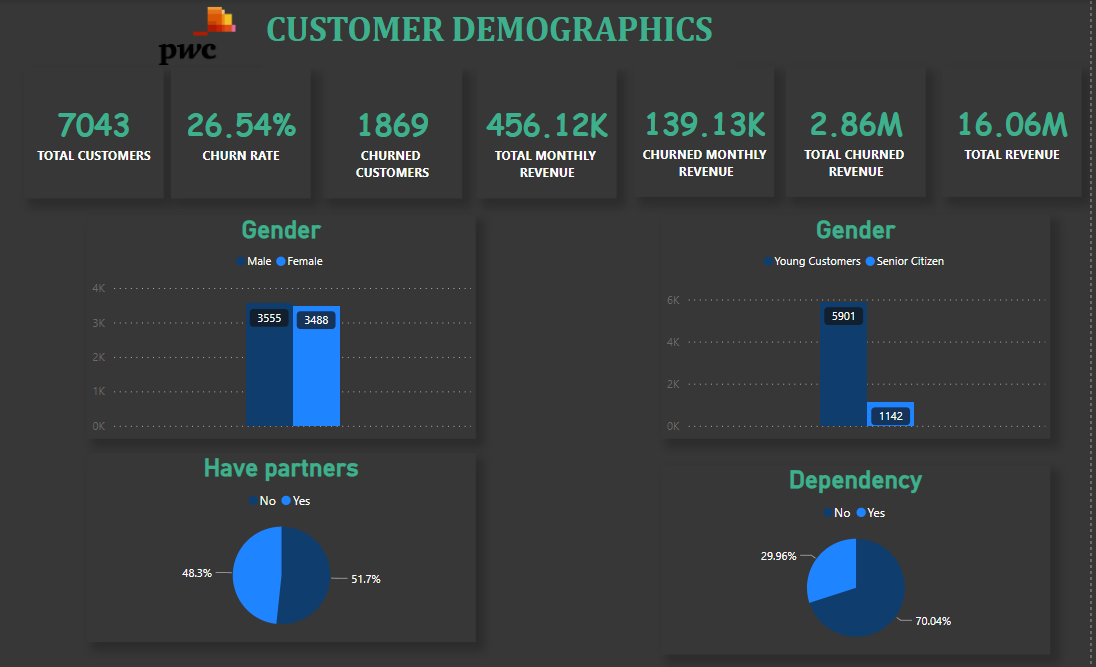 pwc
CUSTOMER DEMOGRAPHICS
7043
TOTAL CUSTOMERS
26.54%
CHURN RATE
1869
CHURNED
CUSTOMERS
456.12K
TOTAL MONTHLY
REVENUE
139.13K
CHURNED MONTHLY
REVENUE
2.86M
TOTAL CHURNED
REVENUE
16.06M
TOTAL REVENUE
Gender
Male Female
4K
3K
2K
1K
0K
3555
3488
Gender
Young Customers Senior Citizen
6K
4K
2K
0K
5901
1142
Have partners
No Yes
48.3%
51.7%
Dependency
No Yes
29.96%
70.04%